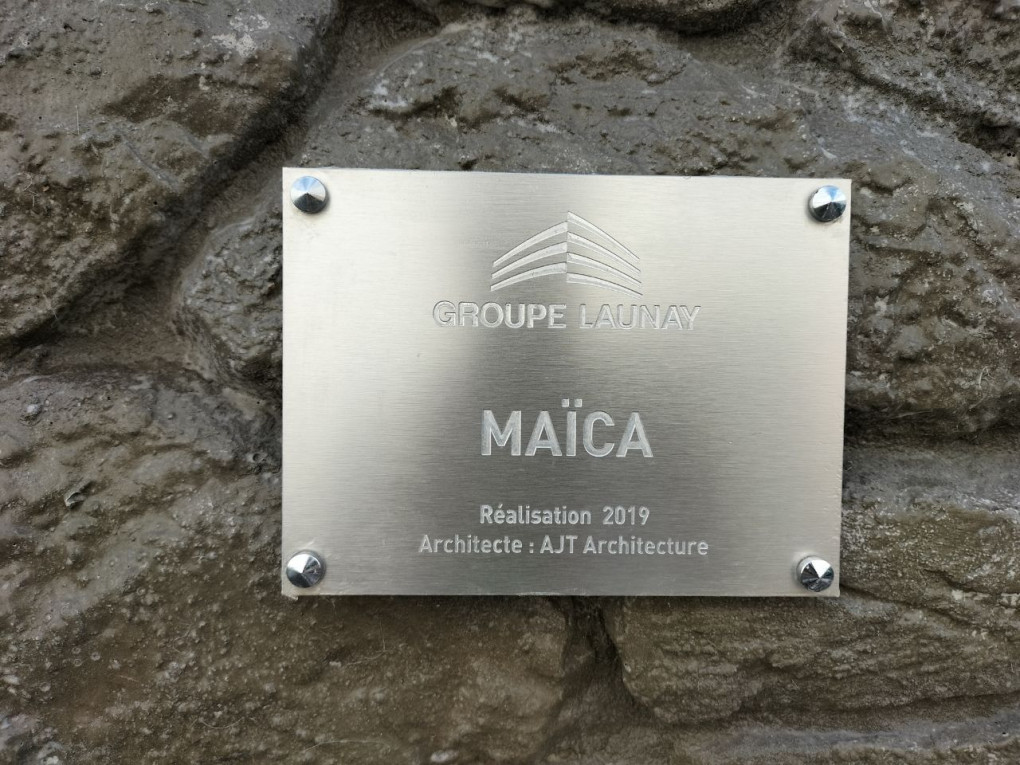 GROUPE LAUNAY
MAÏCA
Réalisation 2019
Architecte : AJT Architecture